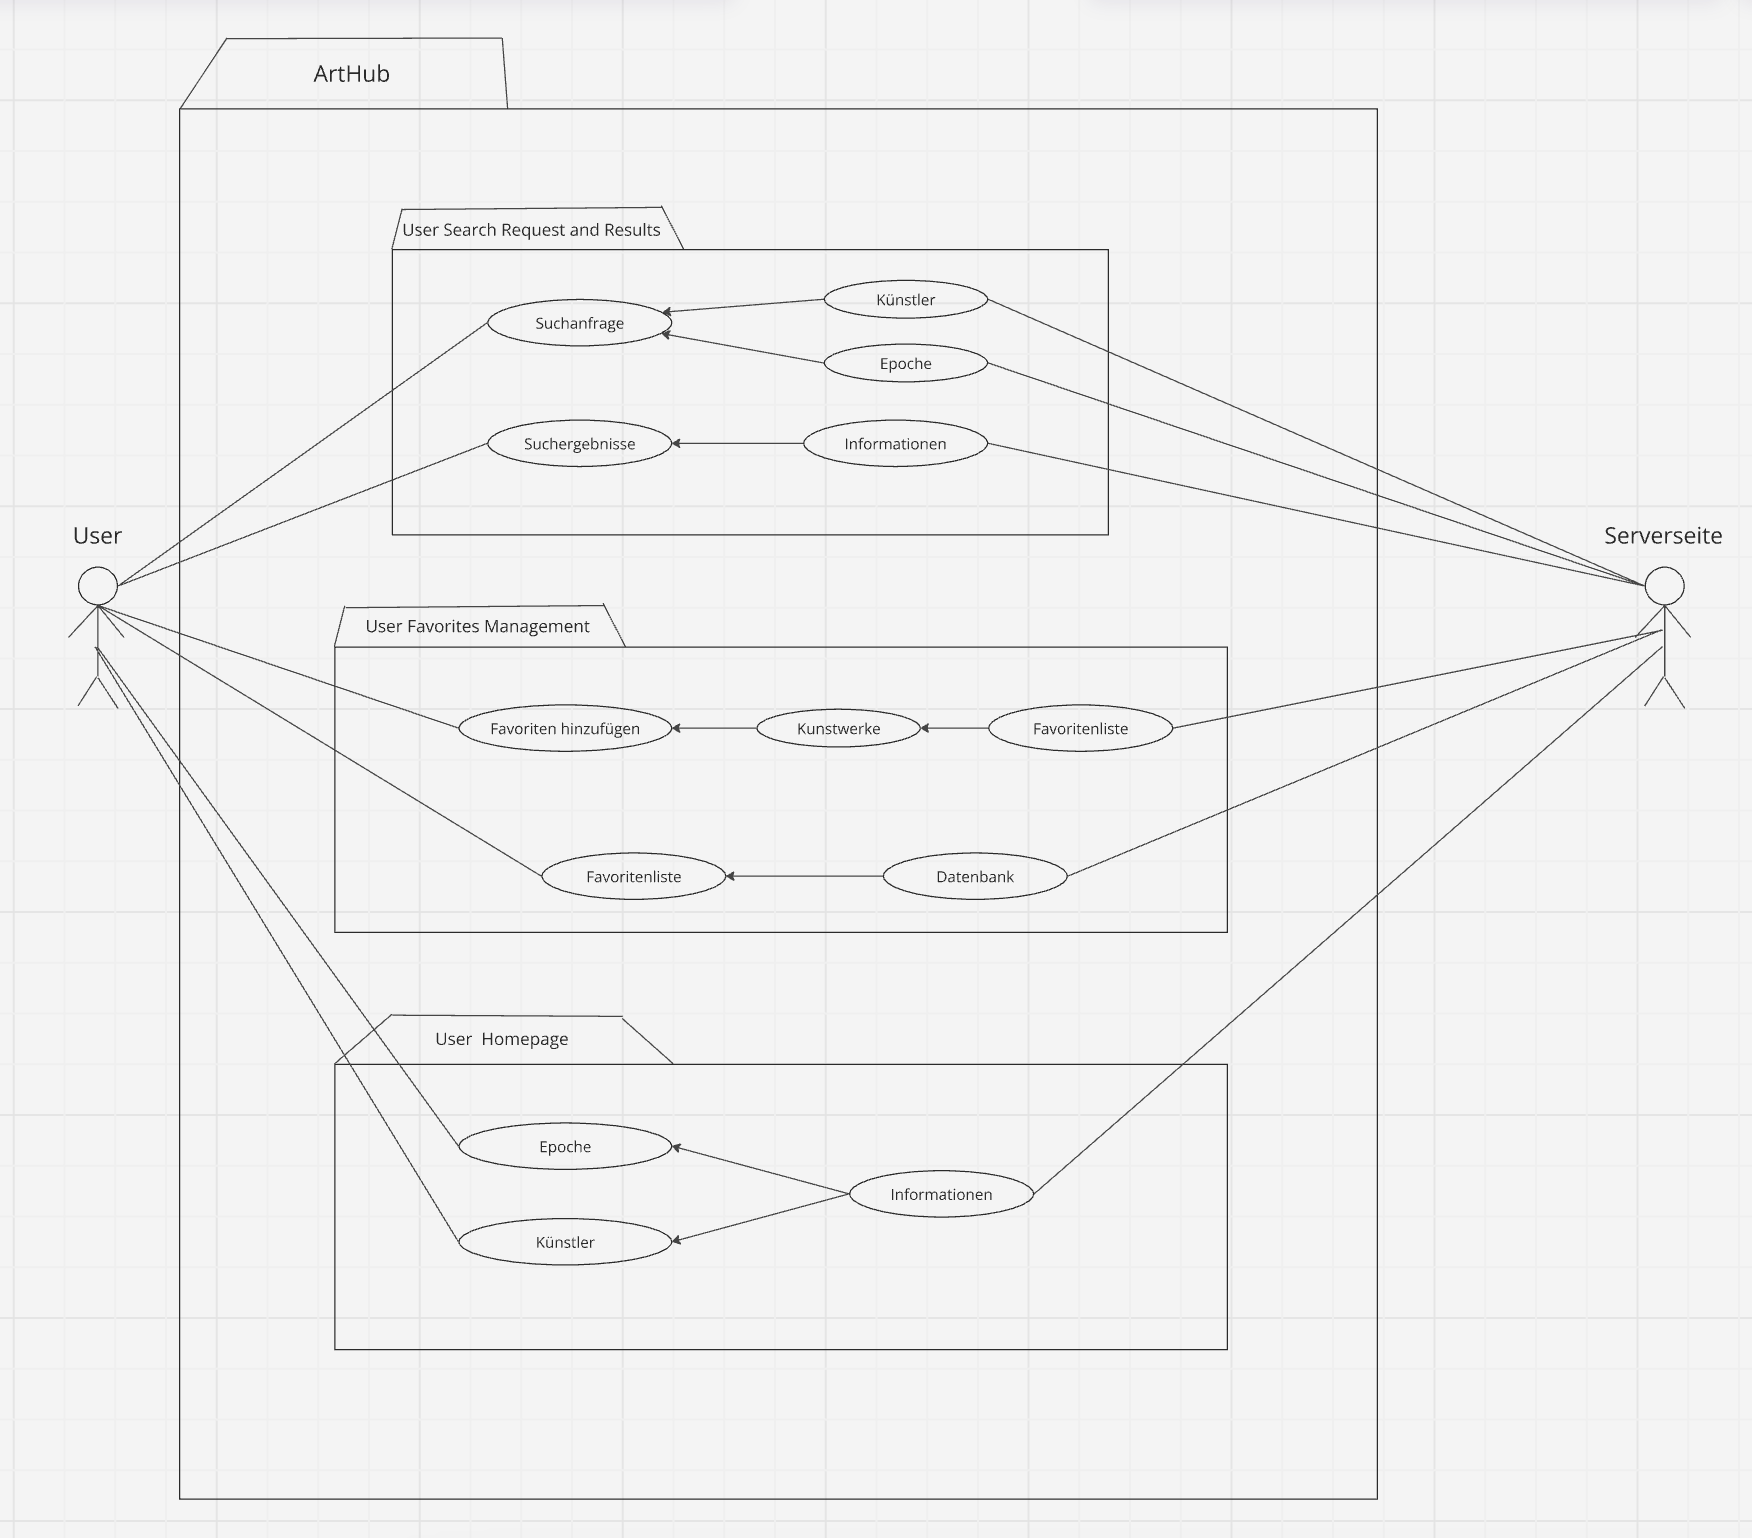 ArtHub
User Search Request and Results
Künstler
Suchanfrage
Epoche
Suchergebnisse
Informationen
User
Serverseite
User Favorites Management
Favoriten hinzufügen
Kunstwerke
Favoritenliste
Favoritenliste
Datenbank
User  Homepage
Epoche
Informationen
Künstler